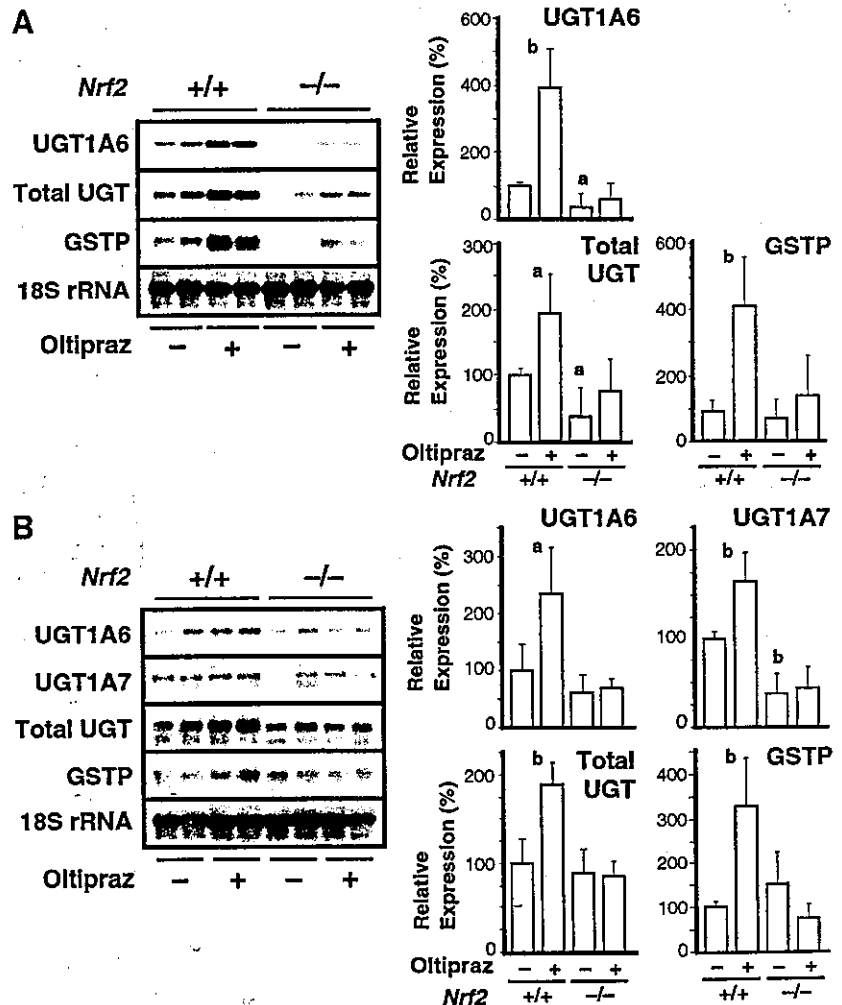 A
Nrf2 +/+ −/−
UGT1A6
Total UGT
GSTP
18S rRNA
Oltipraz − + − +
UGT1A6
Relative Expression (%)
600
400
200
0
b
a
Total UGT
Relative Expression (%)
300
200
100
0
a
a
GSTP
600
400
200
0
b
Oltipraz − + − + − + − +
Nrf2 +/+ −/− +/+ −/−
B
Nrf2 +/+ −/−
UGT1A6
UGT1A7
Total UGT
GSTP
18S rRNA
Oltipraz − + − +
UGT1A6
Relative Expression (%)
300
200
100
0
a
UGT1A7
200
100
0
b
b
Total UGT
Relative Expression (%)
200
100
0
b
GSTP
400
300
200
100
0
b
Oltipraz − + − + − + − +
Nrf2 +/+ −/− +/+ −/−